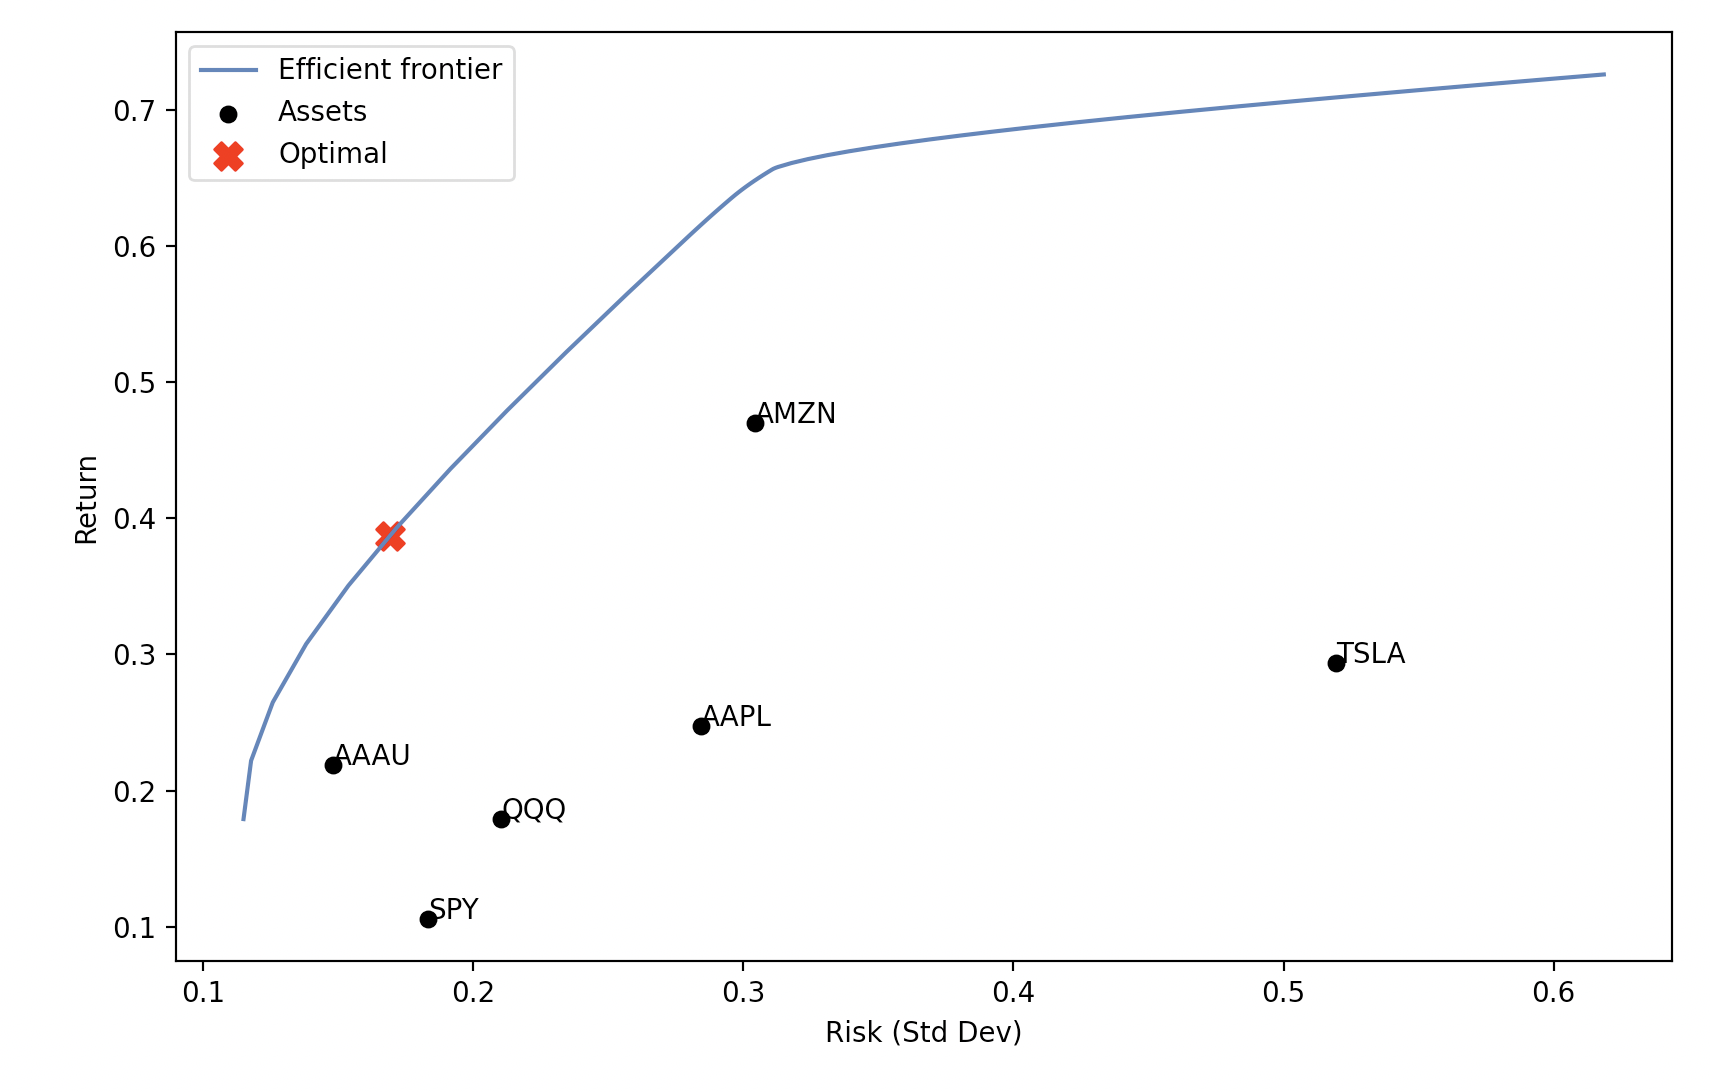 Efficient frontier
Assets
Optimal
0.7
0.6
0.5
0.4
0.3
0.2
0.1
Return
AMZN
TSLA
AAPL
AAAU
QQQ
SPY
0.1 0.2 0.3 0.4 0.5 0.6
Risk (Std Dev)